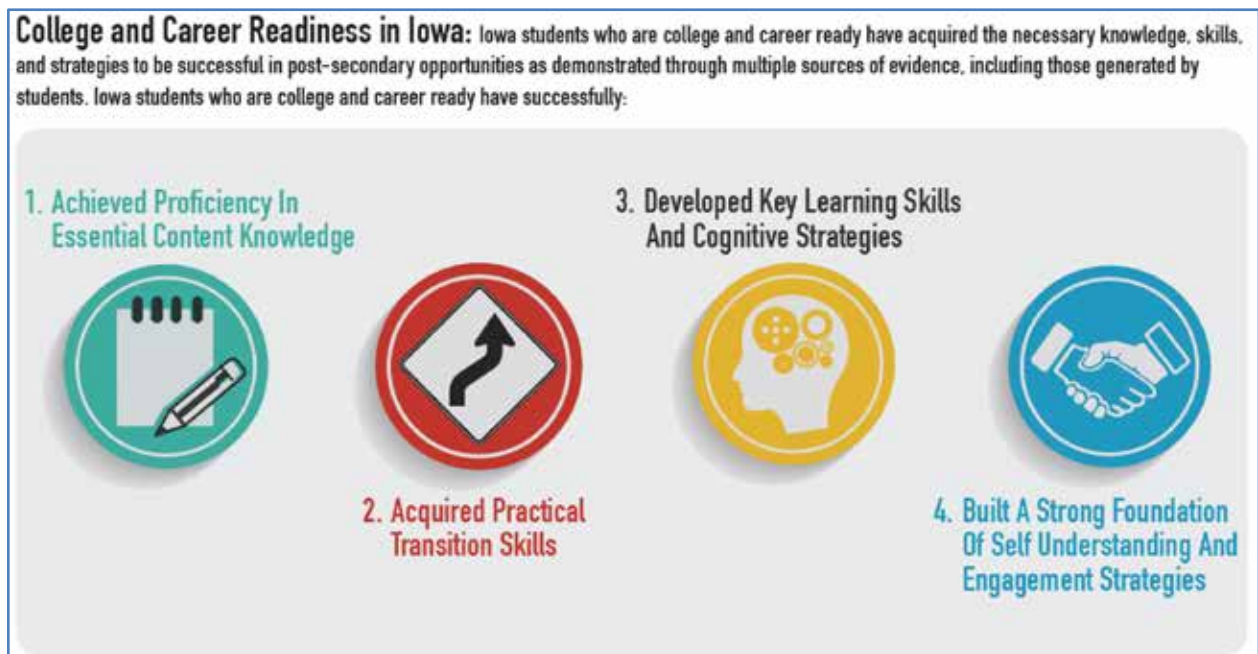 College and Career Readiness in Iowa: Iowa students who are college and career ready have acquired the necessary knowledge, skills,
and strategies to be successful in post-secondary opportunities as demonstrated through multiple sources of evidence, including those generated by
students. Iowa students who are college and career ready have successfully:
1. Achieved Proficiency In
Essential Content Knowledge
2. Acquired Practical
Transition Skills
3. Developed Key Learning Skills
And Cognitive Strategies
4. Built A Strong Foundation
Of Self Understanding And
Engagement Strategies